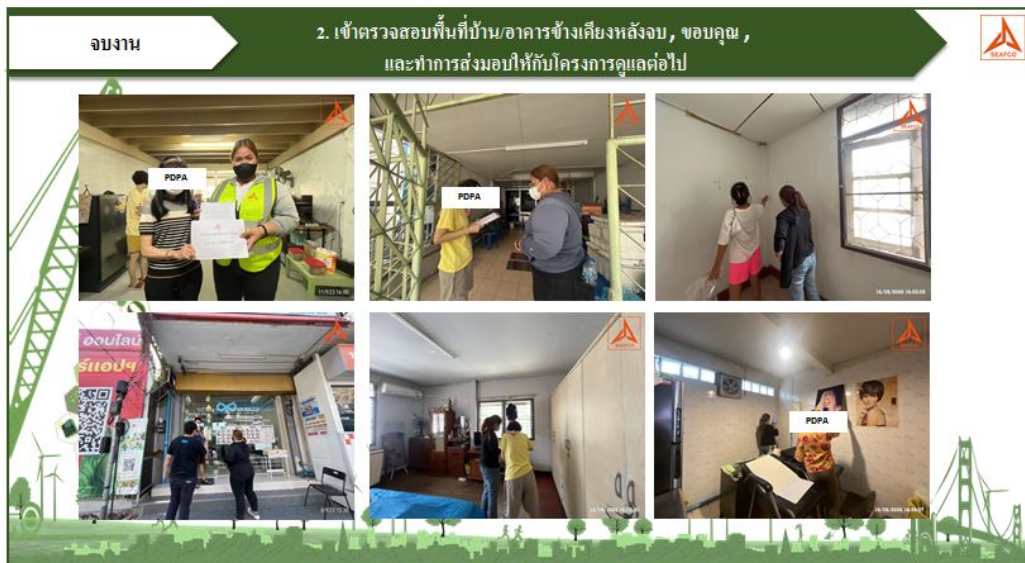 จบงาน
2. เข้าตรวจสอบพื้นที่บ้าน/อาคารข้างเคียงหลังจบ , ขอบคุณ ,
และทำการส่งมอบให้กับโครงการดูแลต่อไป
SEAFCO
PDPA
PDPA
ออนไลน์
PDPA